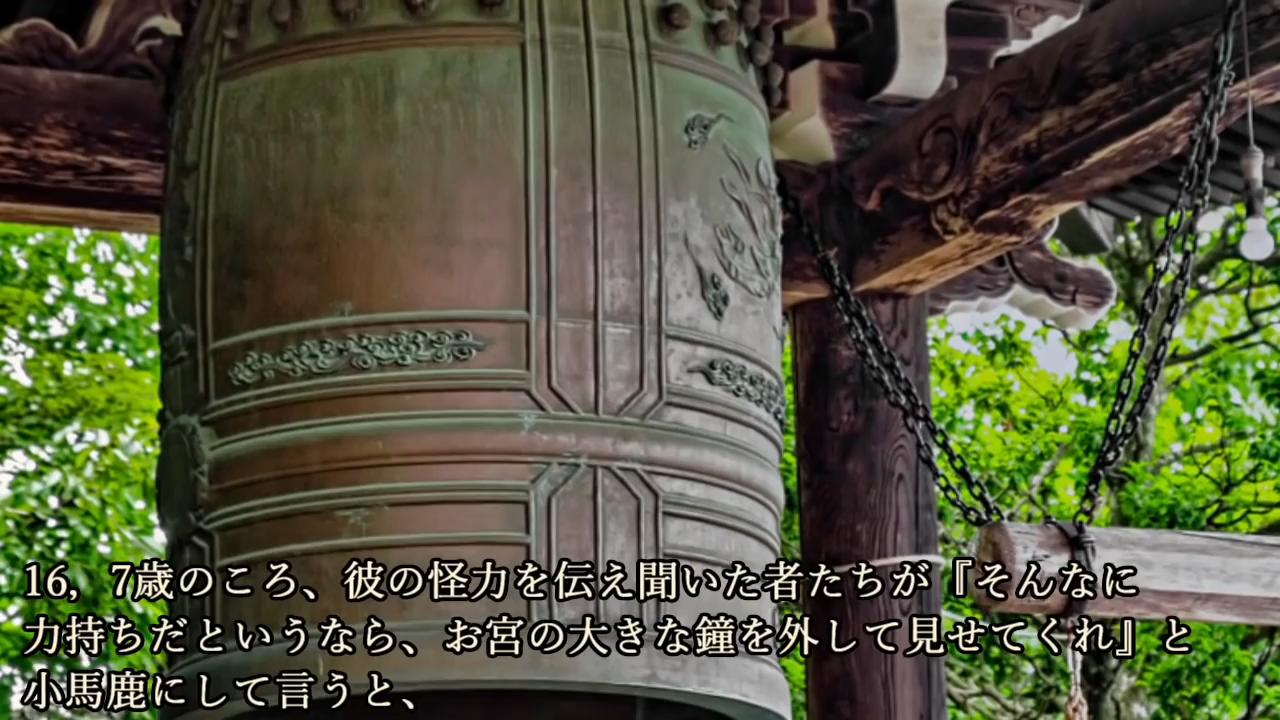 16，7歳のころ、彼の怪力を伝え聞いた者たちが『そんなに
力持ちだというなら、お宮の大きな鐘を外して見せてくれ』と
小馬鹿にして言うと、